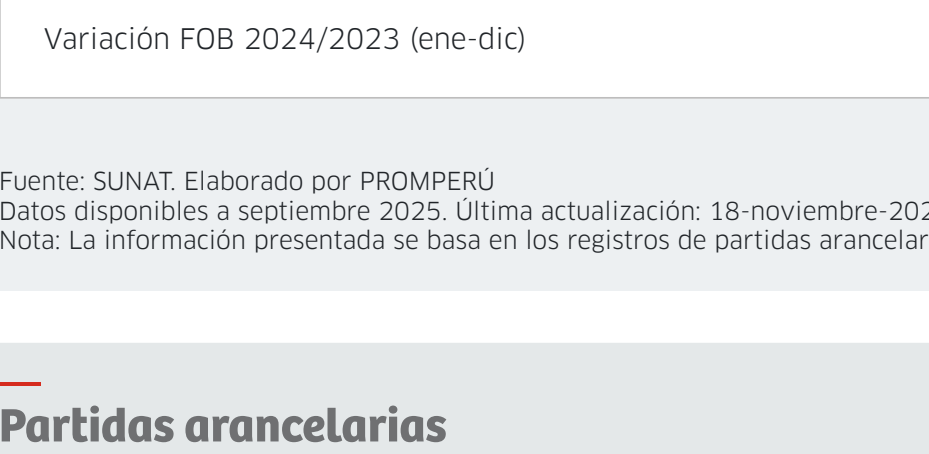 Variación FOB 2024/2023 (ene-dic)
Fuente: SUNAT. Elaborado por PROMPERÚ
Datos disponibles a septiembre 2025. Última actualización: 18-noviembre-202
Nota: La información presentada se basa en los registros de partidas arancelar
Partidas arancelarias